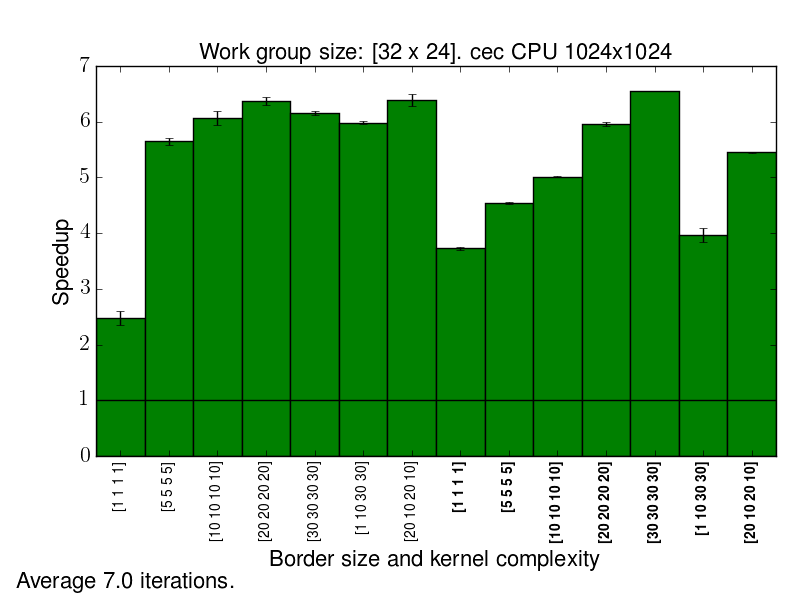 Work group size: [32 x 24]. cec CPU 1024x1024
7
6
5
4
3
2
1
0
Speedup
[1 1 1 1]
[5 5 5 5]
[10 10 10 10]
[20 20 20 20]
[30 30 30 30]
[1 10 30 30]
[20 10 20 10]
[1 1 1 1]
[5 5 5 5]
[10 10 10 10]
[20 20 20 20]
[30 30 30 30]
[1 10 30 30]
[20 10 20 10]
Border size and kernel complexity
Average 7.0 iterations.